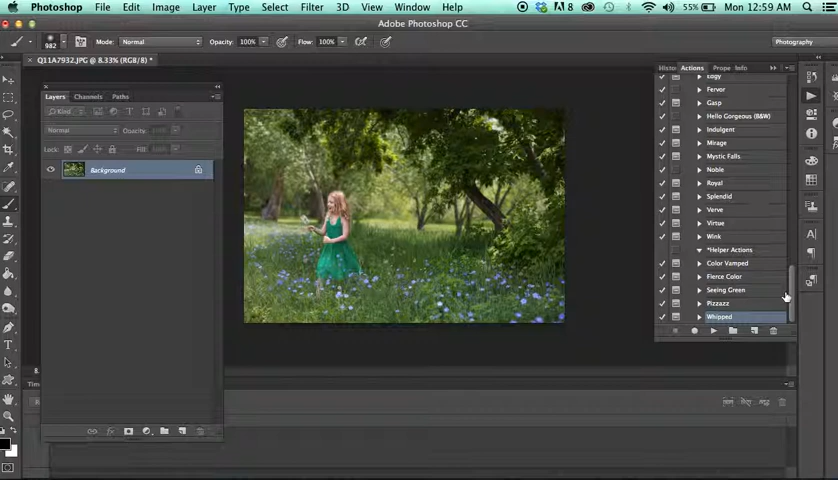 Photoshop File Edit Image Layer Type Select Filter 3D View Window Help 8 55% Wed 12:59 AM
Adobe Photoshop CC
982 Mode: Normal Opacity: 100% Flow: 100% Photography
Q11A7932.JPG @ 8.33% (RGB/8) *
Actions Prope Info
Layers Channels Paths
Kind
Normal Opacity:
Lock: Fill:
Background
Edgy
Fervor
Gasp
Hello Gorgeous (B&W)
Indulgent
Mirage
Mystic Falls
Noble
Royal
Splendid
Verve
Virtue
Wink
*Helper Actions
Color Vamped
Fierce Color
Seeing Green
Pizzazz
Whipped